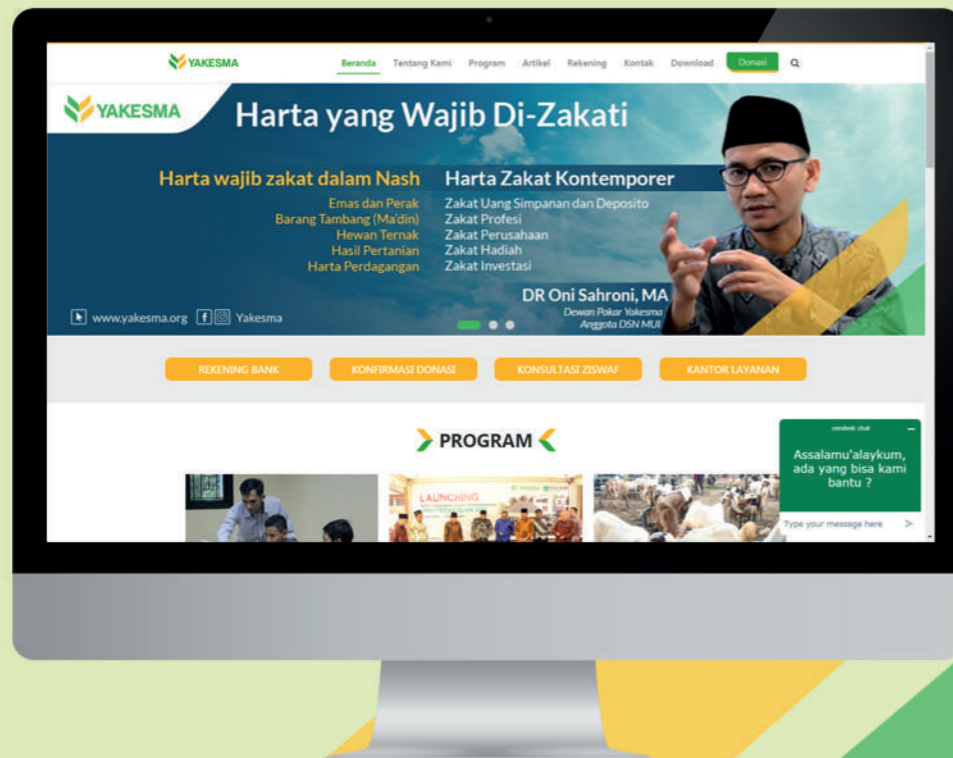 YAKESMA
Beranda Tentang Kami Program Artikel Rekening Kontak Download Donasi
YAKESMA
Harta yang Wajib Di-Zakati
Harta wajib zakat dalam Nash
Emas dan Perak
Barang Tambang (Ma'din)
Hewan Ternak
Hasil Pertanian
Harta Perdagangan
Harta Zakat Kontemporer
Zakat Uang Simpanan dan Deposito
Zakat Profesi
Zakat Perusahaan
Zakat Hadiah
Zakat Investasi
DR Oni Sahroni, MA
Dewan Pakar Yakesma
Anggota DSN MUI
www.yakesma.org Yakesma
REKENING BANK KONFIRMASI DONASI KONSULTASI ZISWAF KANTOR LAYANAN
PROGRAM
LAUNCHING
zendesk chat
Assalamu'alaykum,
ada yang bisa kami
bantu ?
Type your message here